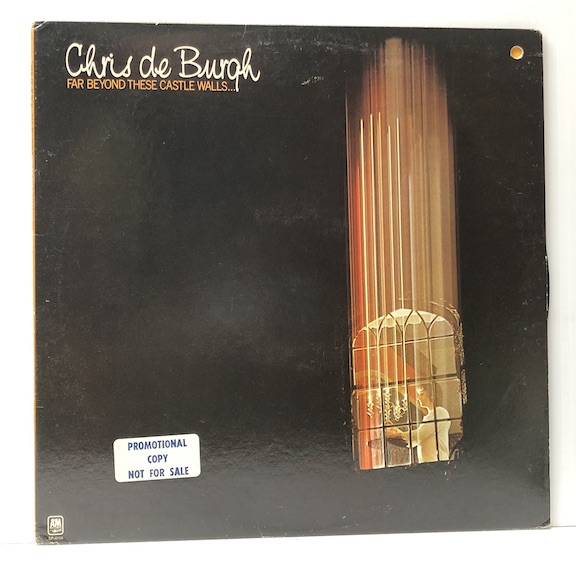 Chris de Burgh
FAR BEYOND THESE CASTLE WALLS...
PROMOTIONAL
COPY
NOT FOR SALE
A&M